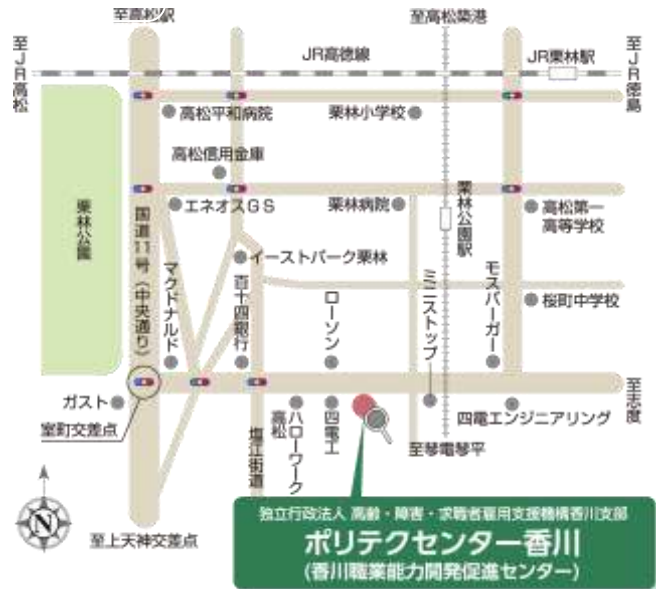 至高松駅
至高松築港
至JR高松
JR高徳線
JR栗林駅
至JR徳島
高松平和病院
栗林小学校
高松信用金庫
栗林公園
国道11号（中央通り）
エネオスGS
栗林病院
栗林公園駅
高松第一
高等学校
イーストパーク栗林
マクドナルド
百十四銀行
ローソン
ミニストップ
モスバーガー
桜町中学校
ガスト
室町交差点
塩江街道
ハローワーク
高松
四電工
至琴電琴平
四電エンジニアリング
至志度
N
至上天神交差点
独立行政法人 高齢・障害・求職者雇用支援機構香川支部
ポリテクセンター香川
(香川職業能力開発促進センター)